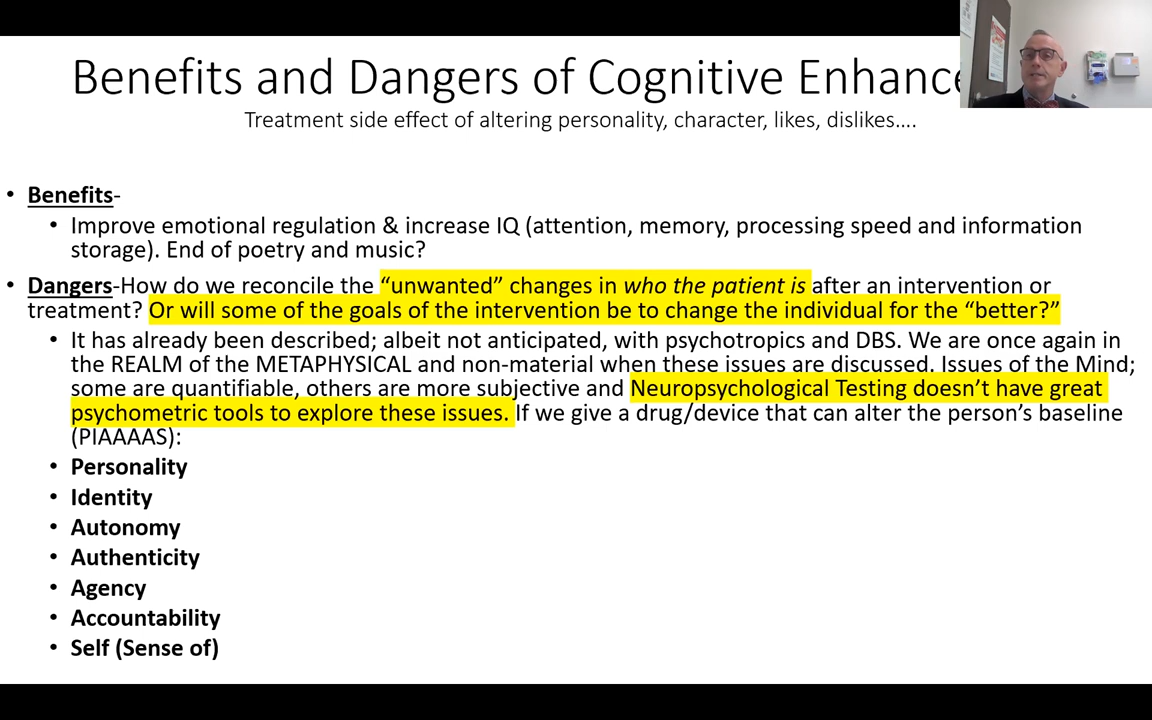 Benefits and Dangers of Cognitive Enhance
Treatment side effect of altering personality, character, likes, dislikes....
• Benefits-
• Improve emotional regulation & increase IQ (attention, memory, processing speed and information
storage). End of poetry and music?
• Dangers-How do we reconcile the “unwanted” changes in who the patient is after an intervention or
treatment? Or will some of the goals of the intervention be to change the individual for the “better?”
• It has already been described; albeit not anticipated, with psychotropics and DBS. We are once again in
the REALM of the METAPHYSICAL and non-material when these issues are discussed. Issues of the Mind;
some are quantifiable, others are more subjective and Neuropsychological Testing doesn’t have great
psychometric tools to explore these issues. If we give a drug/device that can alter the person’s baseline
(PIAAAAS):
• Personality
• Identity
• Autonomy
• Authenticity
• Agency
• Accountability
• Self (Sense of)